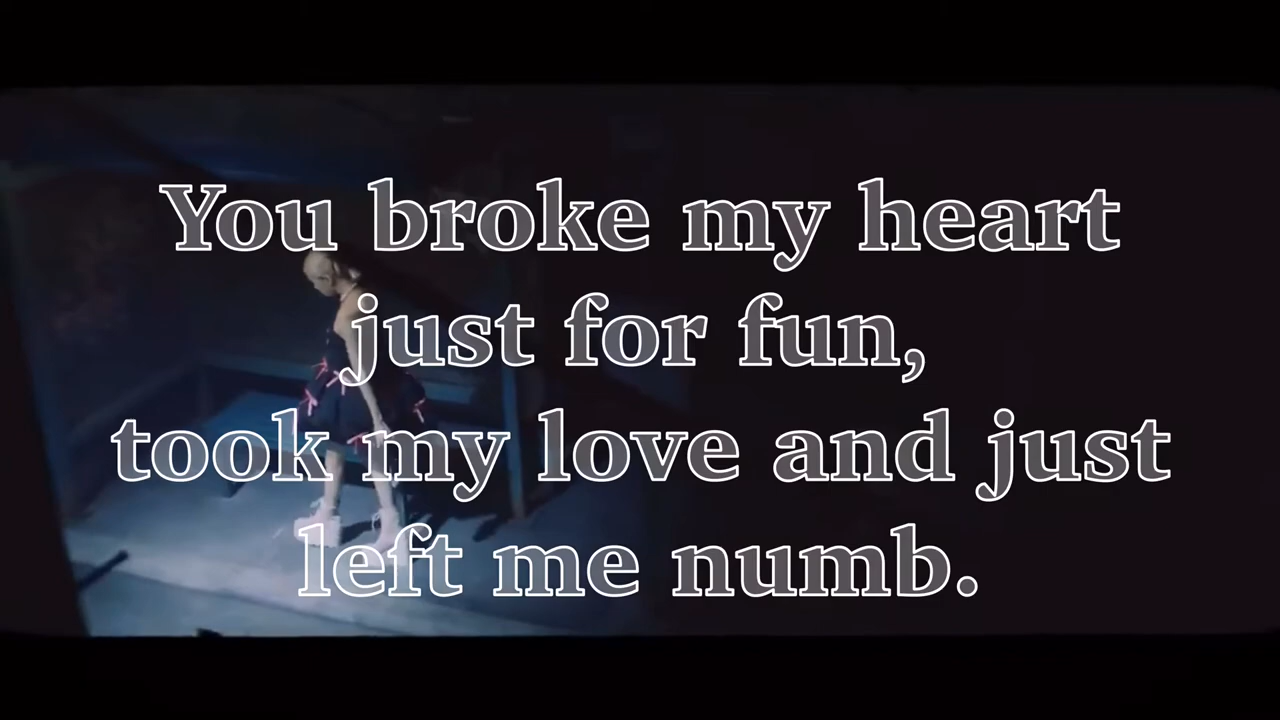 You broke my heart
just for fun,
took my love and just
left me numb.